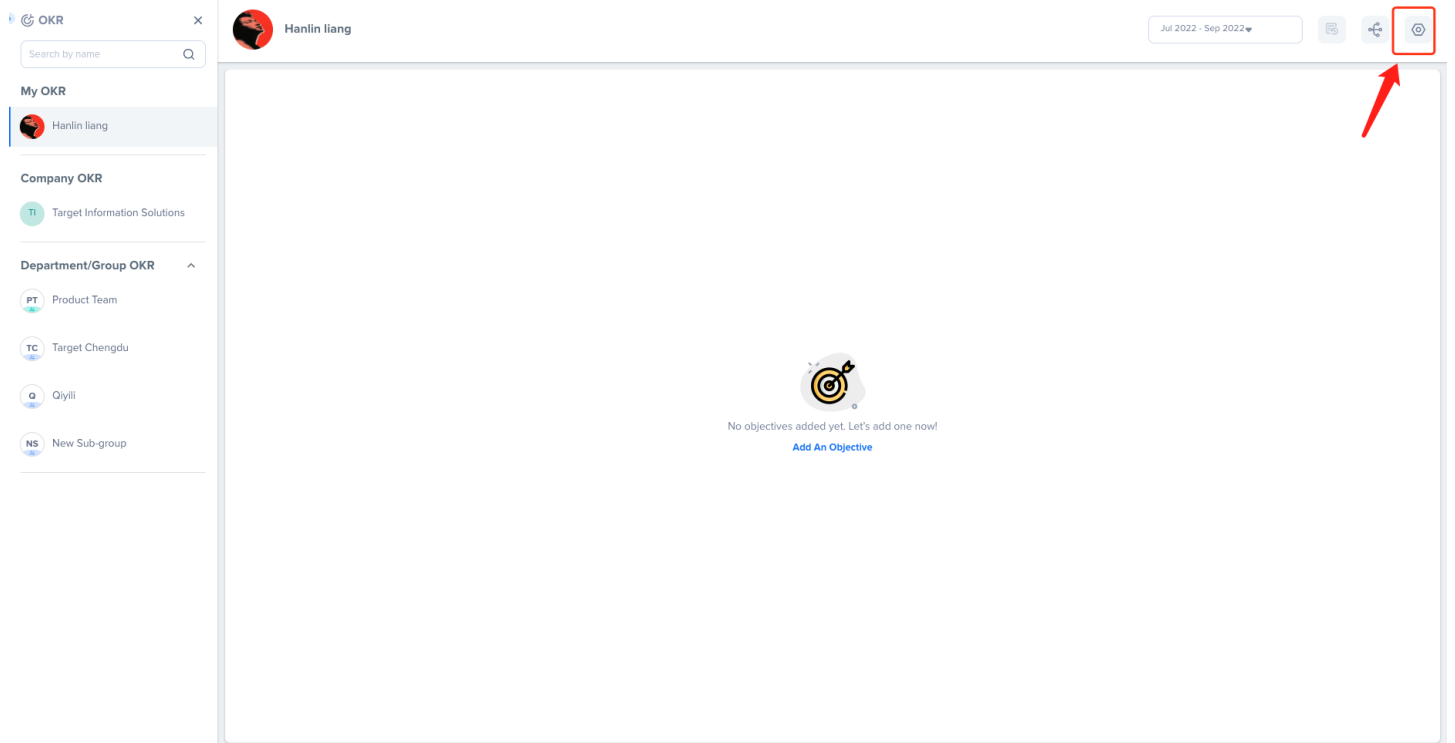 OKR
Search by name
My OKR
Hanlin liang
Company OKR
TI Target Information Solutions
Department/Group OKR
PT Product Team
TC Target Chengdu
Q Qiyili
NS New Sub-group
Hanlin liang
Jul 2022 - Sep 2022
No objectives added yet. Let's add one now!
Add An Objective